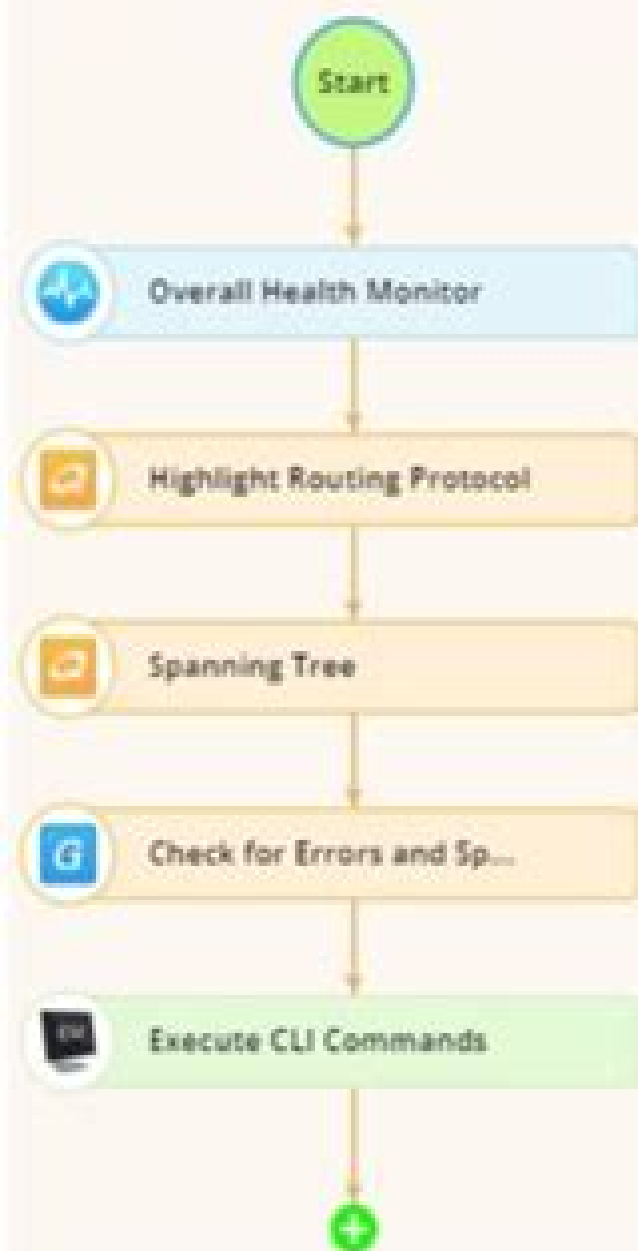 Start
Overall Health Monitor
Highlight Routing Protocol
Spanning Tree
G
Check for Errors and Sp...
Execute CLI Commands